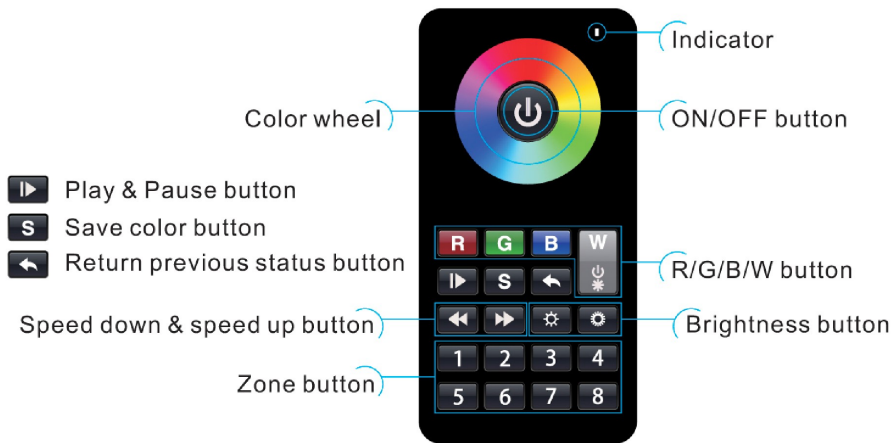 Indicator
Color wheel
ON/OFF button
Play & Pause button
S Save color button
Return previous status button
R G B W
S
R/G/B/W button
Speed down & speed up button
Brightness button
1 2 3 4
Zone button
5 6 7 8